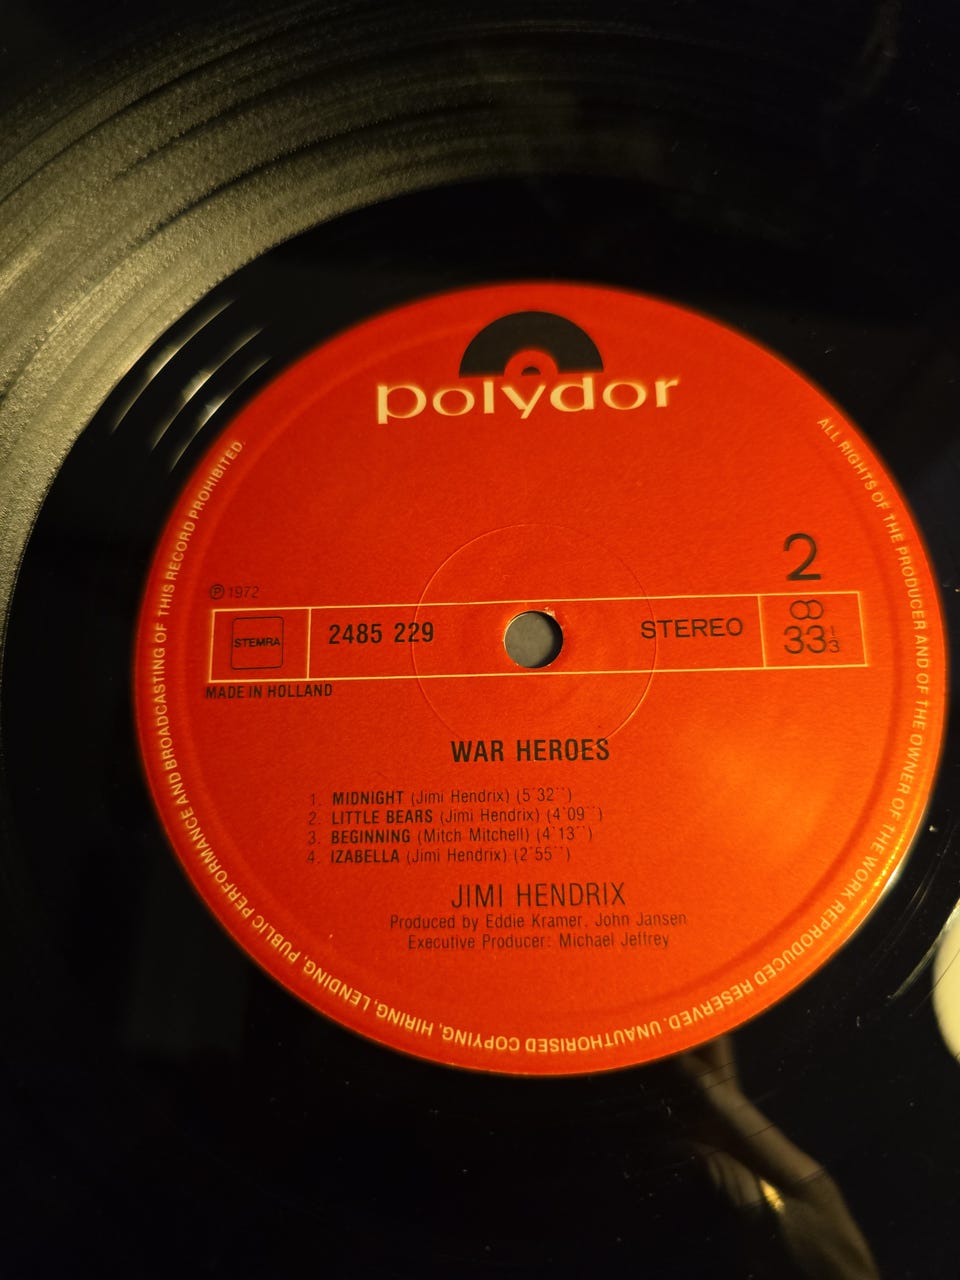 polydor
2
℗ 1972
STEMRA
2485 229
STEREO
33 1/3
MADE IN HOLLAND
WAR HEROES
1. MIDNIGHT (Jimi Hendrix) (5´32´´)
2. LITTLE BEARS (Jimi Hendrix) (4´09´´)
3. BEGINNING (Mitch Mitchell) (4´13´´)
4. IZABELLA (Jimi Hendrix) (2´55´´)
JIMI HENDRIX
Produced by Eddie Kramer, John Jansen
Executive Producer: Michael Jeffrey
ALL RIGHTS OF THE PRODUCER AND OF THE OWNER OF THE WORK REPRODUCED RESERVED. UNAUTHORISED COPYING, HIRING, LENDING, PUBLIC PERFORMANCE AND BROADCASTING OF THIS RECORD PROHIBITED.